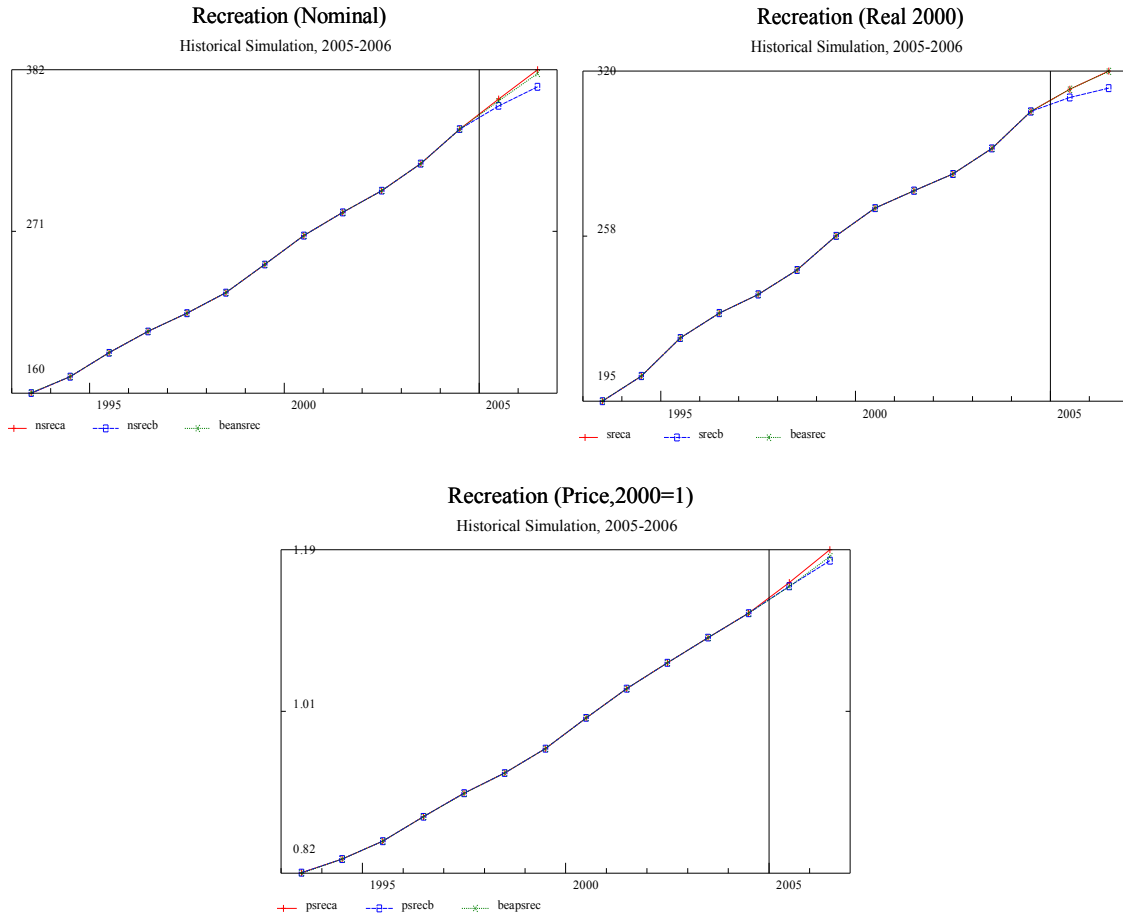 Recreation (Nominal)
Historical Simulation, 2005-2006
382
271
160
1995 2000 2005
nsreca nsrecb beansrec
Recreation (Real 2000)
Historical Simulation, 2005-2006
320
258
195
1995 2000 2005
sreca srecb beasrec
Recreation (Price,2000=1)
Historical Simulation, 2005-2006
1.19
1.01
0.82
1995 2000 2005
psreca psrecb beapsrec